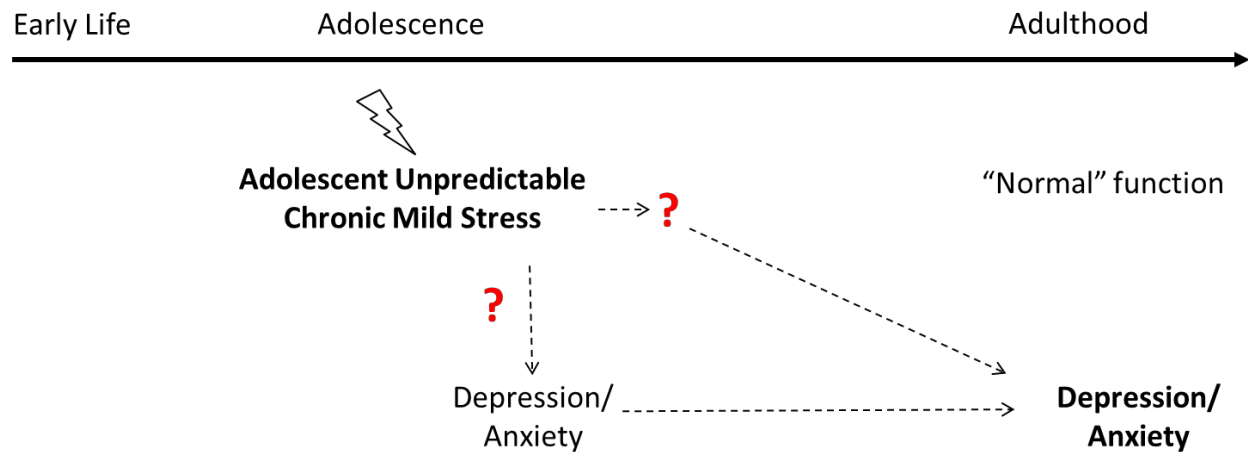 Early Life
Adolescence
Adulthood
Adolescent Unpredictable
Chronic Mild Stress
?
“Normal” function
?
Depression/
Anxiety
Depression/
Anxiety